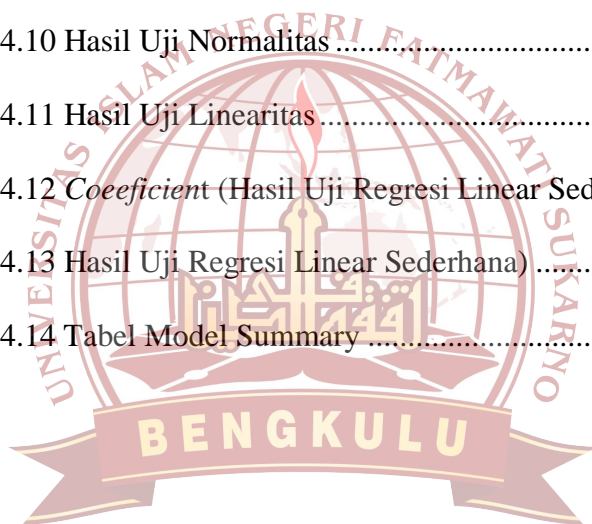 4.10 Hasil Uji Normalitas ..............................
4.11 Hasil Uji Linearitas ................................
4.12 Coeeficient (Hasil Uji Regresi Linear Sed
4.13 Hasil Uji Regresi Linear Sederhana) .......
4.14 Tabel Model Summary ..........................
UNIVERSITAS ISLAM NEGERI FATMAWATI SUKARNO
BENGKULU